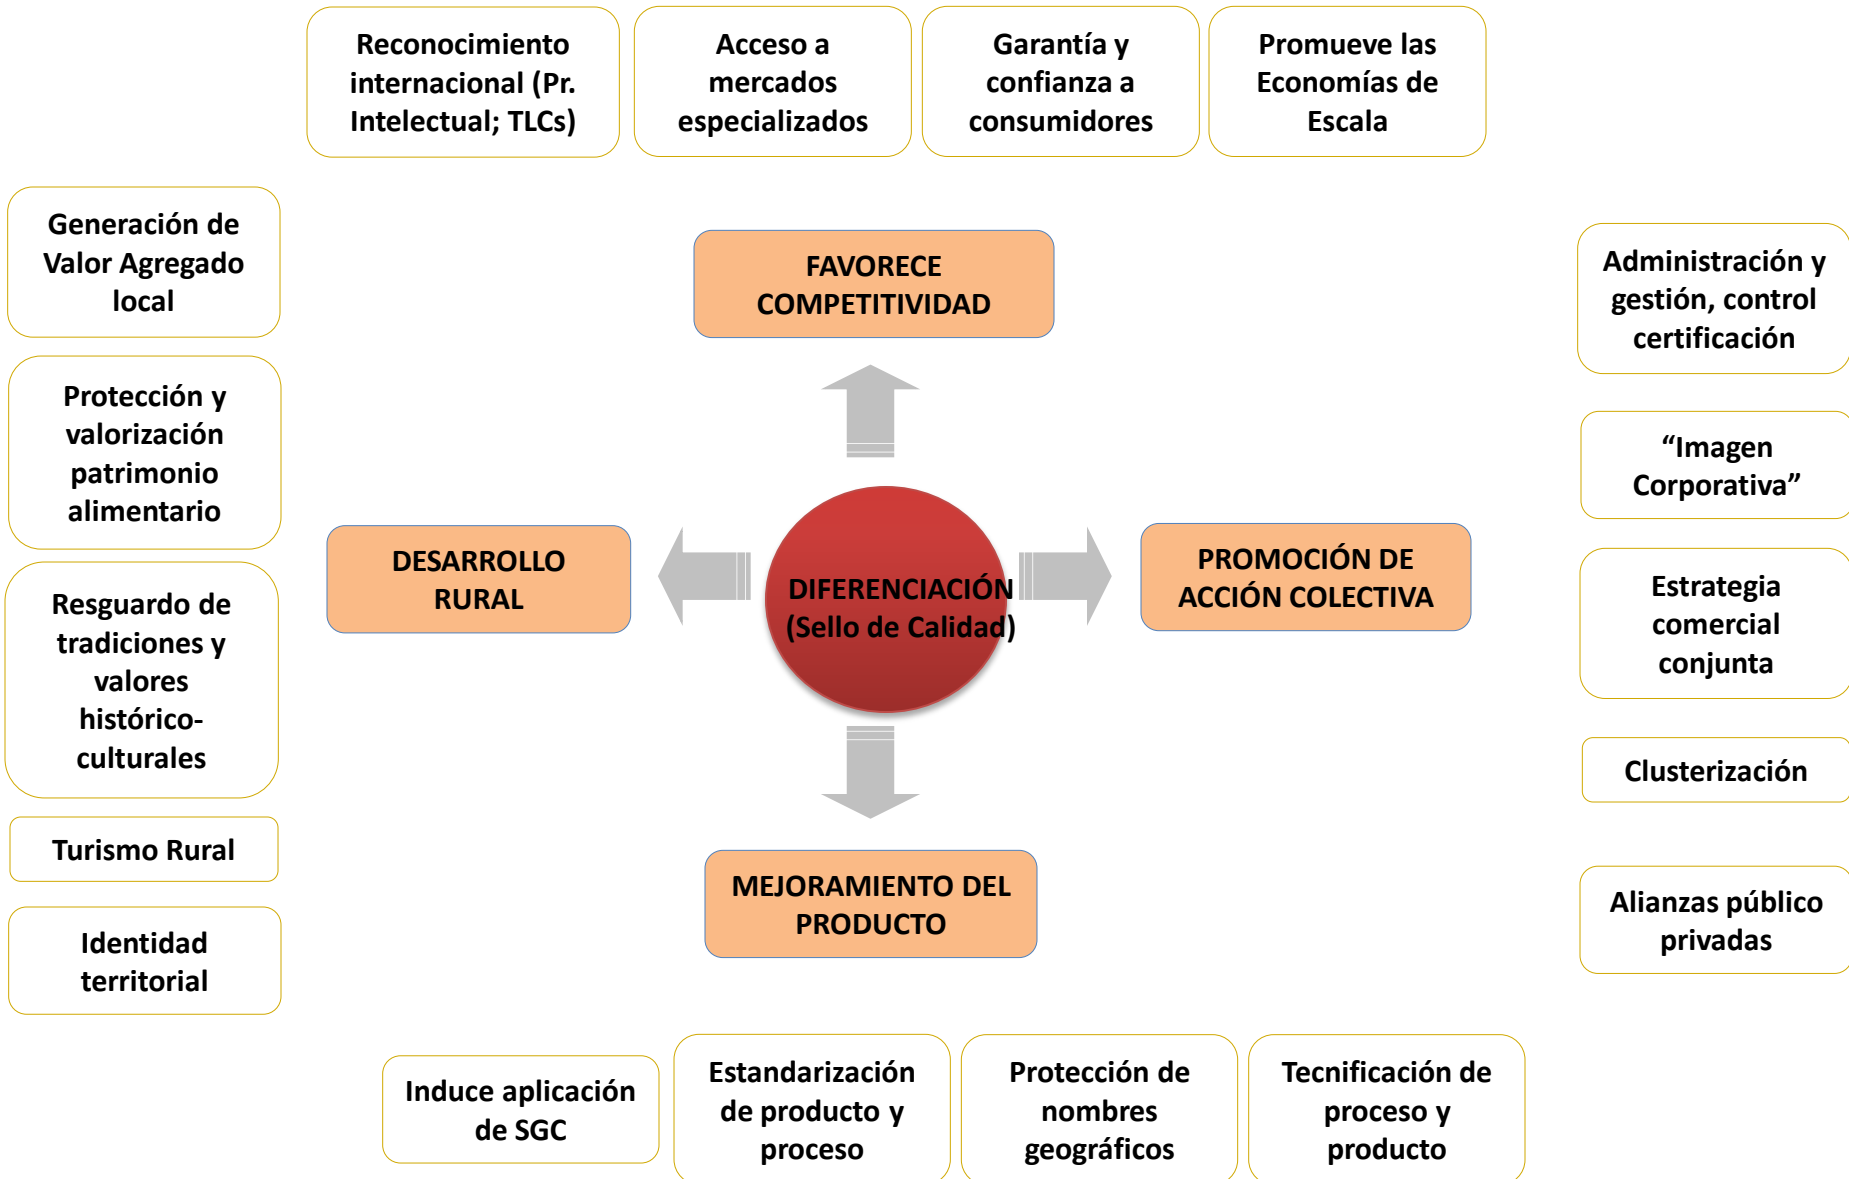 Reconocimiento
internacional (Pr.
Intelectual; TLCs)
Acceso a
mercados
especializados
Garantía y
confianza a
consumidores
Promueve las
Economías de
Escala
Generación de
Valor Agregado
local
Protección y
valorización
patrimonio
alimentario
Resguardo de
tradiciones y
valores
histórico-
culturales
Turismo Rural
Identidad
territorial
FAVORECE
COMPETITIVIDAD
DESARROLLO
RURAL
DIFERENCIACIÓN
(Sello de Calidad)
PROMOCIÓN DE
ACCIÓN COLECTIVA
MEJORAMIENTO DEL
PRODUCTO
Administración y
gestión, control
certificación
“Imagen
Corporativa”
Estrategia
comercial
conjunta
Clusterización
Alianzas público
privadas
Induce aplicación
de SGC
Estandarización
de producto y
proceso
Protección de
nombres
geográficos
Tecnificación de
proceso y
producto